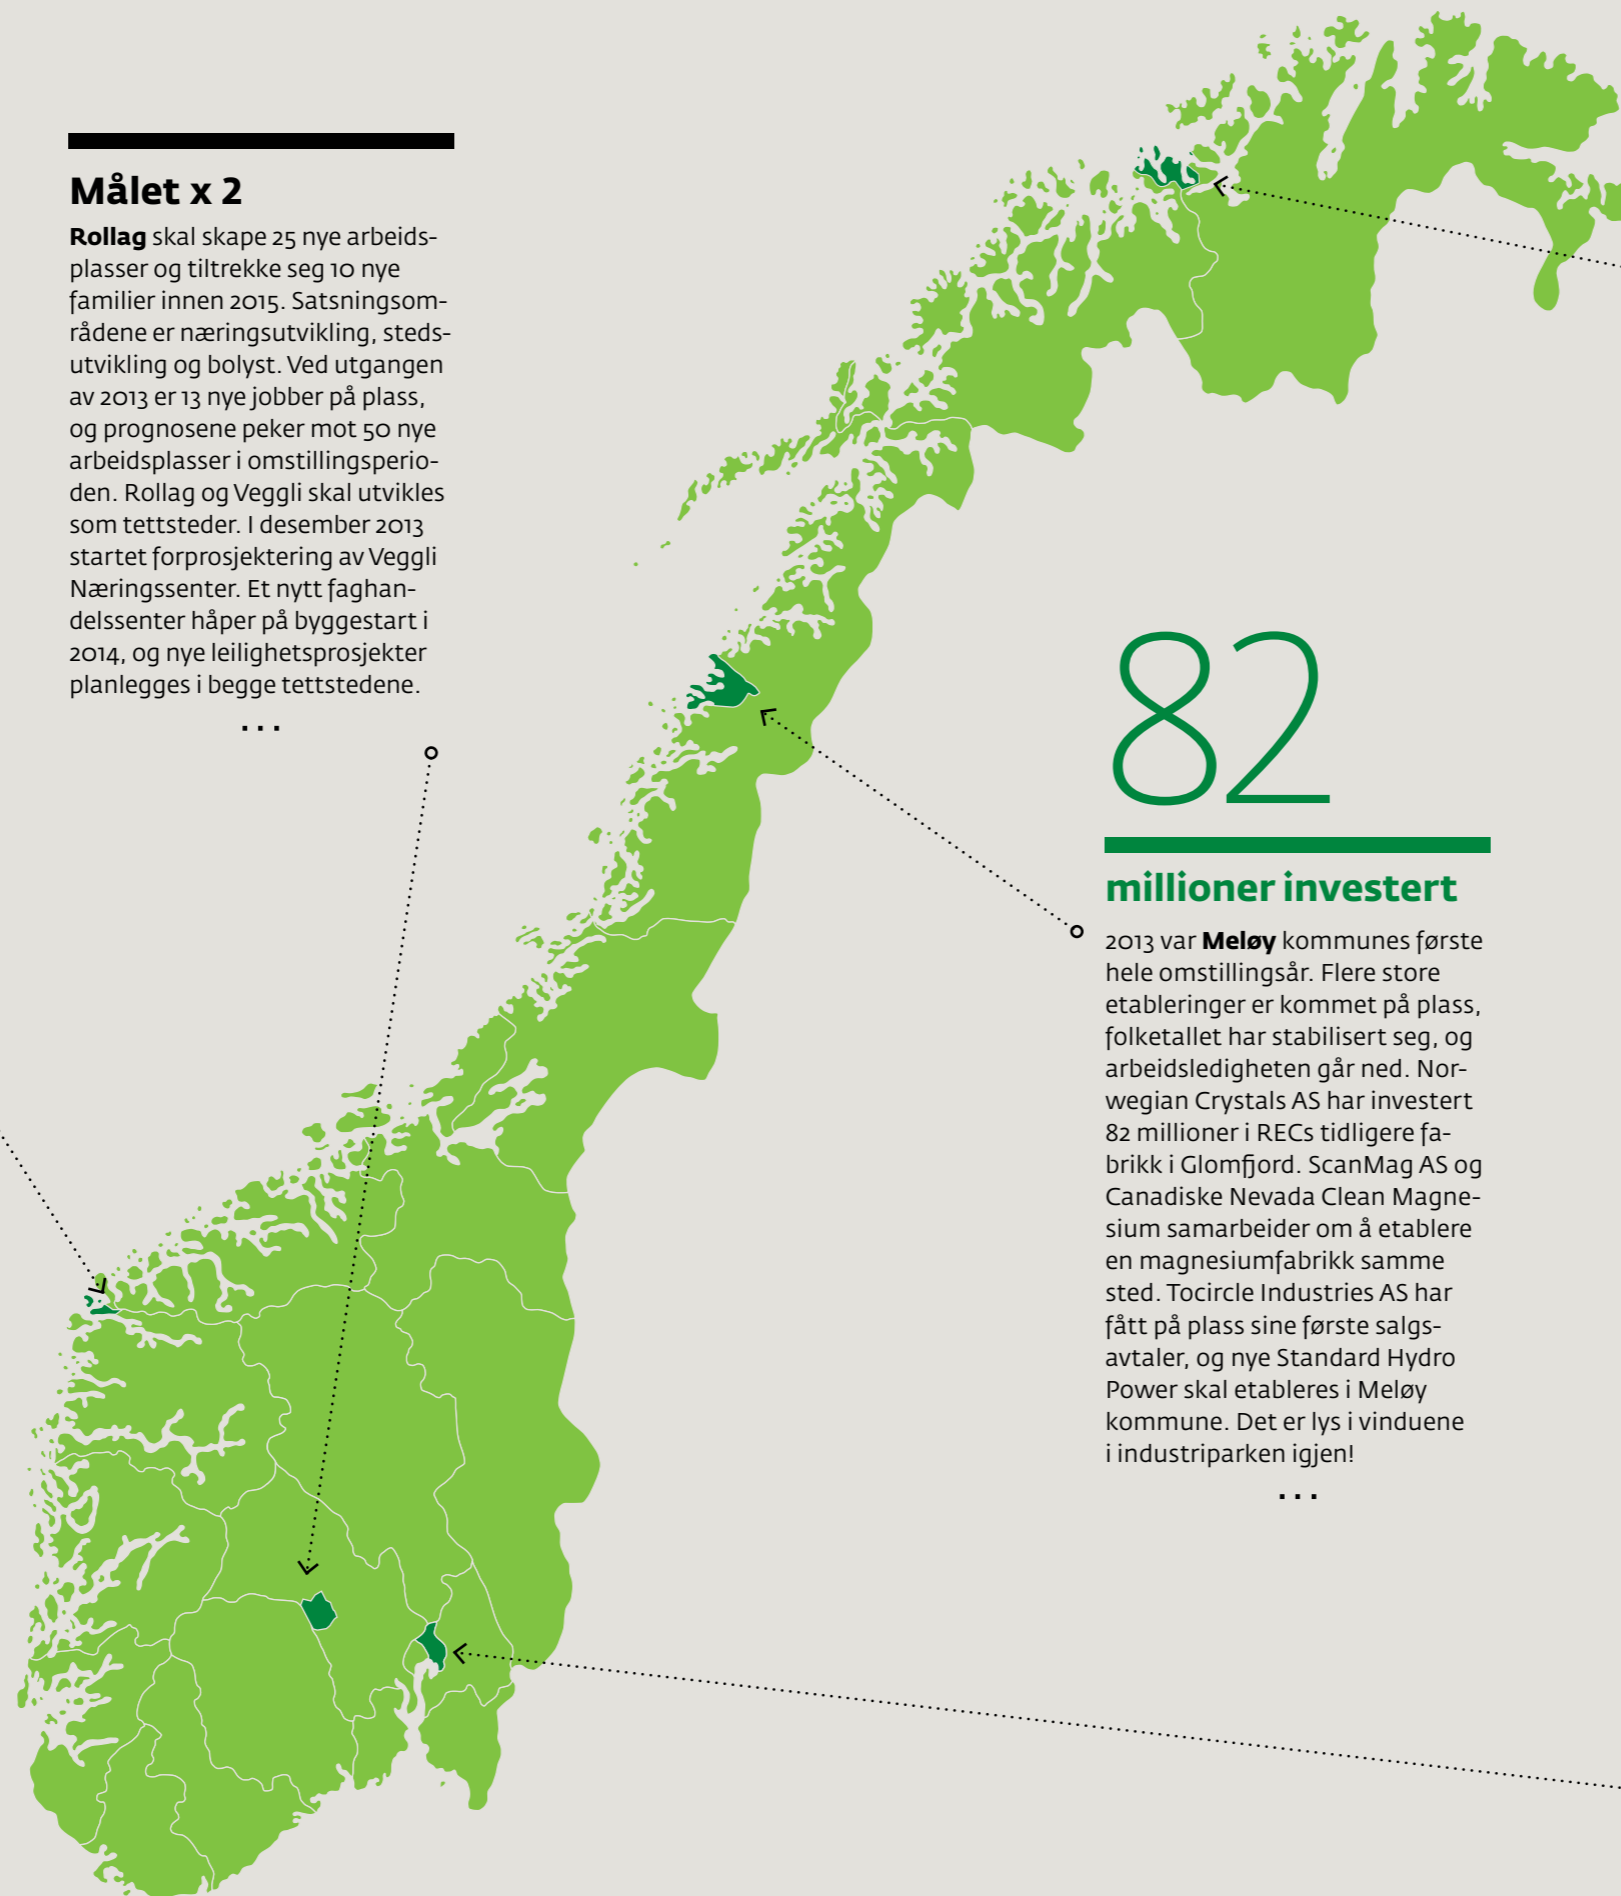 Målet x 2
Rollag skal skape 25 nye arbeids-
plasser og tiltrekke seg 10 nye
familier innen 2015. Satsningsom-
rådene er næringsutvikling, steds-
utvikling og bolyst. Ved utgangen
av 2013 er 13 nye jobber på plass,
og prognosene peker mot 50 nye
arbeidsplasser i omstillingsperio-
den. Rollag og Veggli skal utvikles
som tettsteder. I desember 2013
startet forprosjektering av Veggli
Næringssenter. Et nytt faghan-
delssenter håper på byggestart i
2014, og nye leilighetsprosjekter
planlegges i begge tettstedene.
...
82
millioner investert
2013 var Meløy kommunes første
hele omstillingsår. Flere store
etableringer er kommet på plass,
folketallet har stabilisert seg, og
arbeidsledigheten går ned. Nor-
wegian Crystals AS har investert
82 millioner i RECs tidligere fa-
brikk i Glomfjord. ScanMag AS og
Canadiske Nevada Clean Magne-
sium samarbeider om å etablere
en magnesiumfabrikk samme
sted. Tocircle Industries AS har
fått på plass sine første salgs-
avtaler, og nye Standard Hydro
Power skal etableres i Meløy
kommune. Det er lys i vinduene
i industriparken igjen!
...